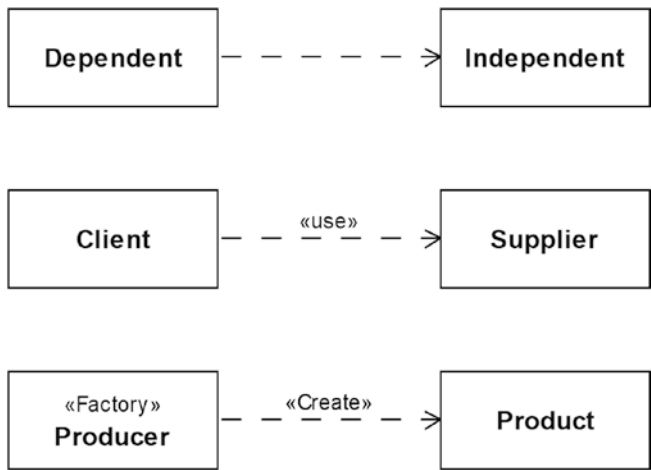 Dependent
Independent
Client
«use»
Supplier
«Factory»
Producer
«Create»
Product